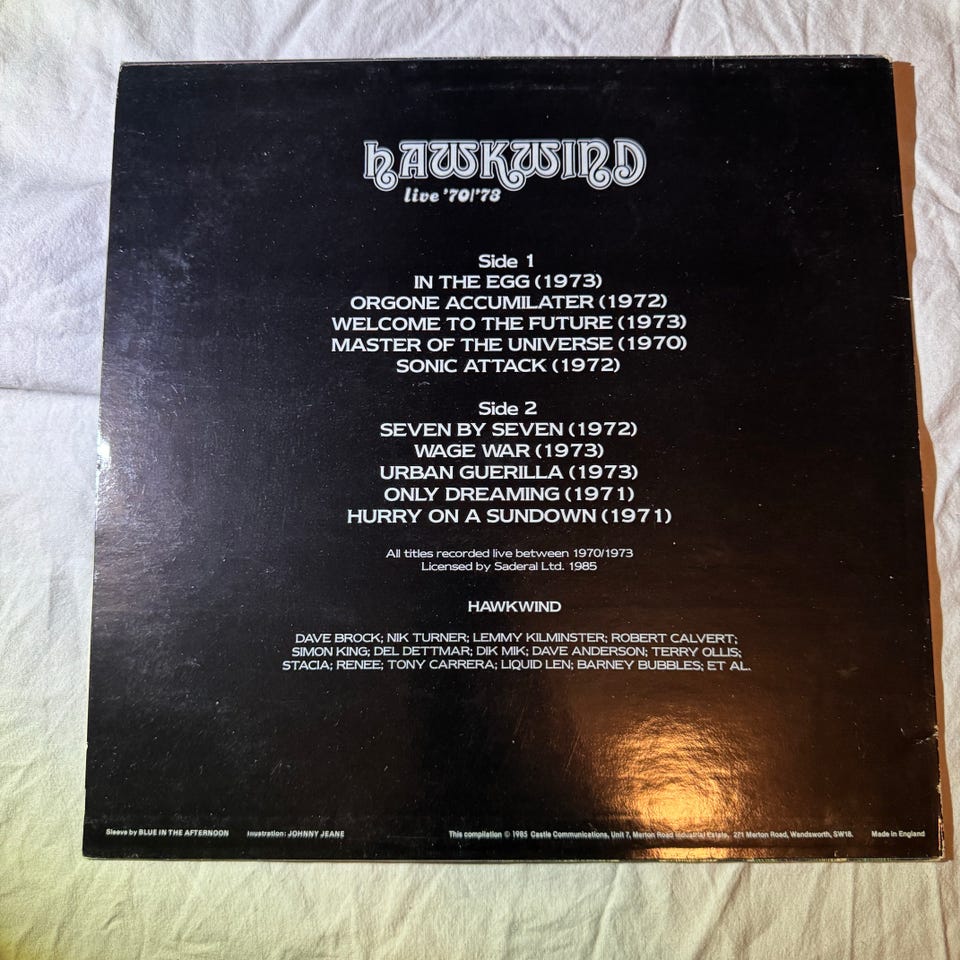 HAWKWIND
live '70/'73
Side 1
IN THE EGG (1973)
ORGONE ACCUMILATER (1972)
WELCOME TO THE FUTURE (1973)
MASTER OF THE UNIVERSE (1970)
SONIC ATTACK (1972)
Side 2
SEVEN BY SEVEN (1972)
WAGE WAR (1973)
URBAN GUERILLA (1973)
ONLY DREAMING (1971)
HURRY ON A SUNDOWN (1971)
All titles recorded live between 1970/1973
Licensed by Saderal Ltd. 1985
HAWKWIND
DAVE BROCK; NIK TURNER; LEMMY KILMINSTER; ROBERT CALVERT;
SIMON KING; DEL DETTMAR; DIK MIK; DAVE ANDERSON; TERRY OLLIS;
STACIA; RENEE; TONY CARRERA; LIQUID LEN; BARNEY BUBBLES; ET AL.
Sleeve by BLUE IN THE AFTERNOON Illustration: JOHNNY JEANE This compilation © 1985 Castle Communications, Unit 7, Merton Road Industrial Estate, 271 Merton Road, Wandsworth, SW18. Made in England